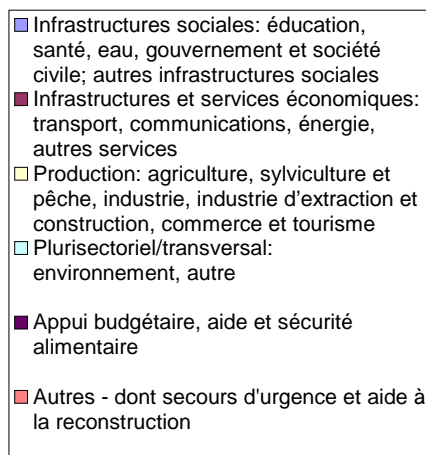 Infrastructures sociales: éducation,
santé, eau, gouvernement et société
civile; autres infrastructures sociales
Infrastructures et services économiques:
transport, communications, énergie,
autres services
Production: agriculture, sylviculture et
pêche, industrie, industrie d'extraction et
construction, commerce et tourisme
Plurisectoriel/transversal:
environnement, autre
Appui budgétaire, aide et sécurité
alimentaire
Autres - dont secours d'urgence et aide à
la reconstruction